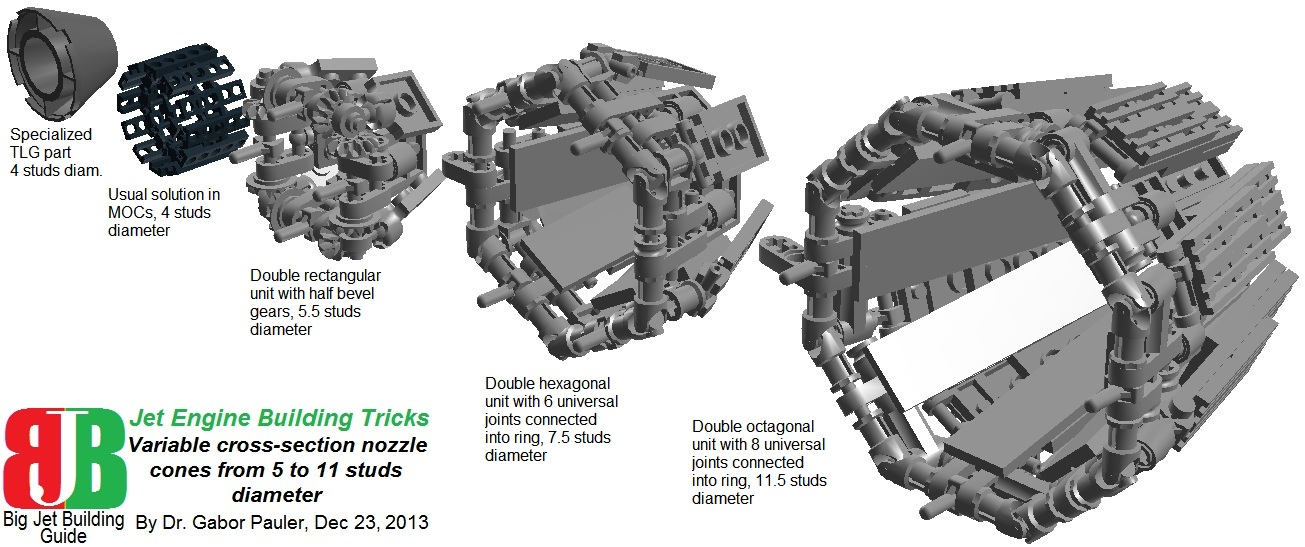 Specialized
TLG part
4 studs diam.
Usual solution in
MOCs, 4 studs
diameter
Double rectangular
unit with half bevel
gears, 5.5 studs
diameter
Double hexagonal
unit with 6 universal
joints connected
into ring, 7.5 studs
diameter
Double octagonal
unit with 8 universal
joints connected
into ring, 11.5 studs
diameter
BJB
Big Jet Building
Guide
Jet Engine Building Tricks
Variable cross-section nozzle
cones from 5 to 11 studs
diameter
By Dr. Gabor Pauler, Dec 23, 2013